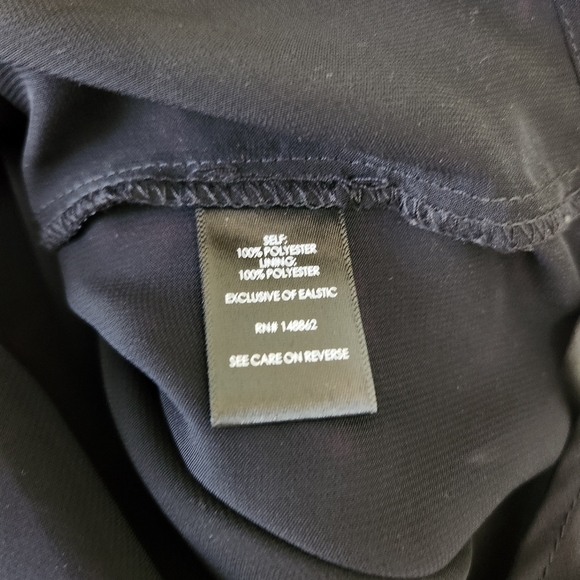 SELF:
100% POLYESTER
LINING:
100% POLYESTER
EXCLUSIVE OF EALSTIC
RN# 148862
SEE CARE ON REVERSE